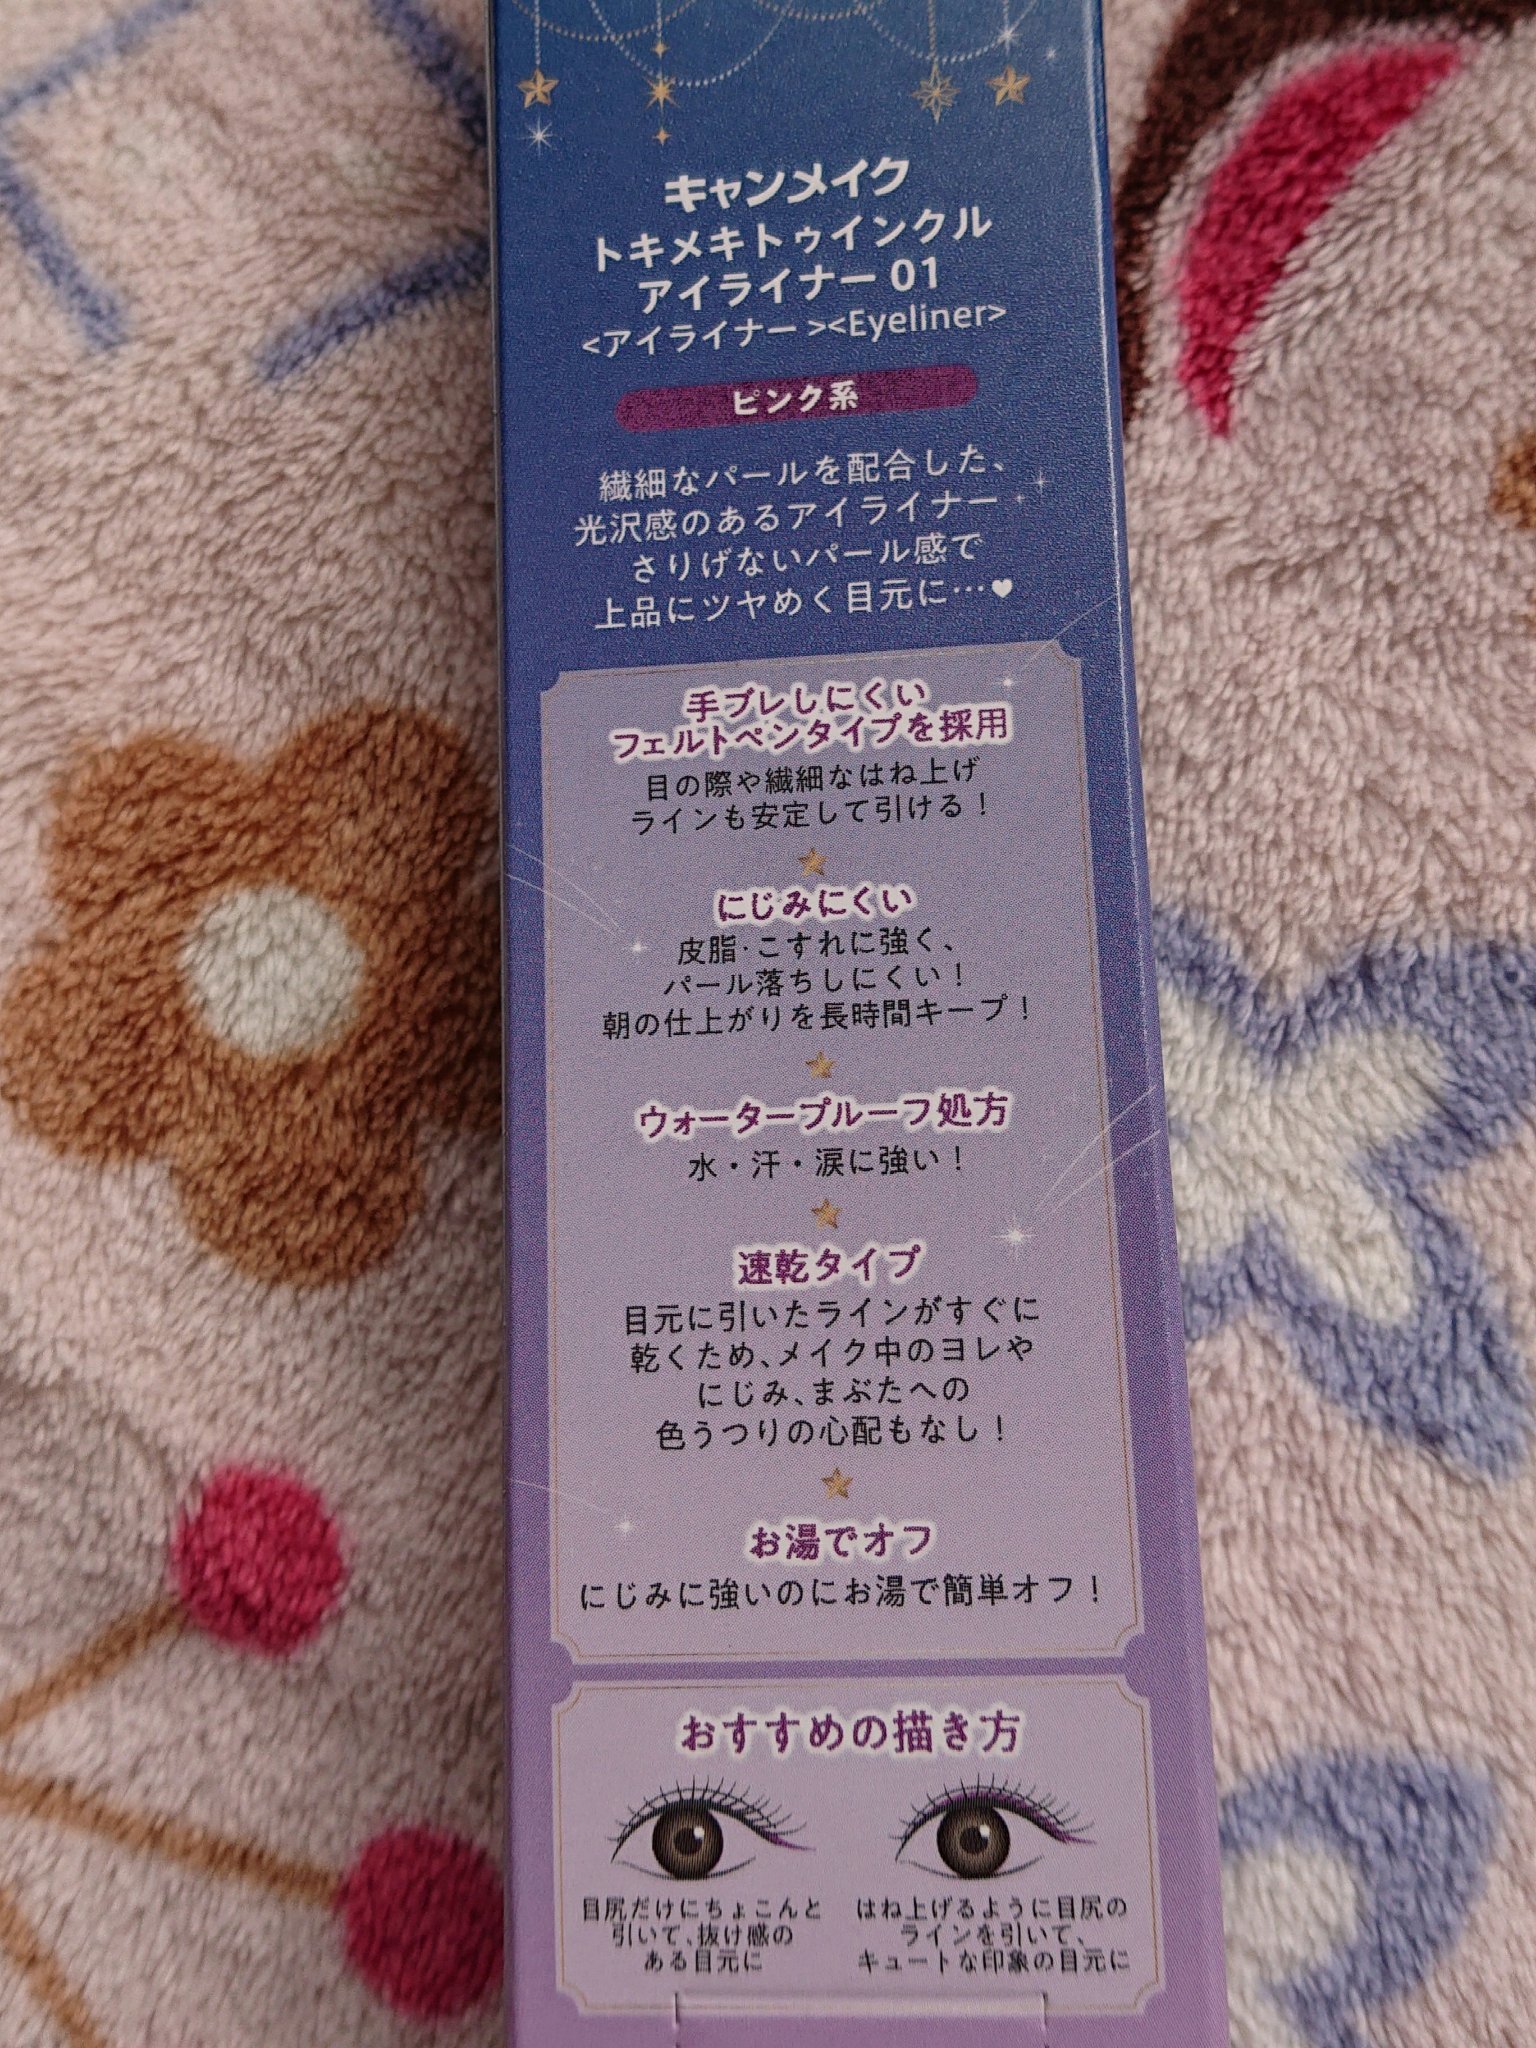 キャンメイク
トキメキトゥインクル
アイライナー 01
<アイライナー><Eyeliner>
ピンク系
繊細なパールを配合した、
光沢感のあるアイライナー
さりげないパール感で
上品にツヤめく目元に…♥
手ブレしにくい
フェルトペンタイプを採用
目の際や繊細なはね上げ
ラインも安定して引ける！
にじみにくい
皮脂・こすれに強く、
パール落ちしにくい！
朝の仕上がりを長時間キープ！
ウォータープルーフ処方
水・汗・涙に強い！
速乾タイプ
目元に引いたラインがすぐに
乾くため、メイク中のヨレや
にじみ、まぶたへの
色うつりの心配もなし！
お湯でオフ
にじみに強いのにお湯で簡単オフ！
おすすめの描き方
目尻だけにちょこんと
引いて、抜け感の
ある目元に
はね上げるように目尻の
ラインを引いて、
キュートな印象の目元に